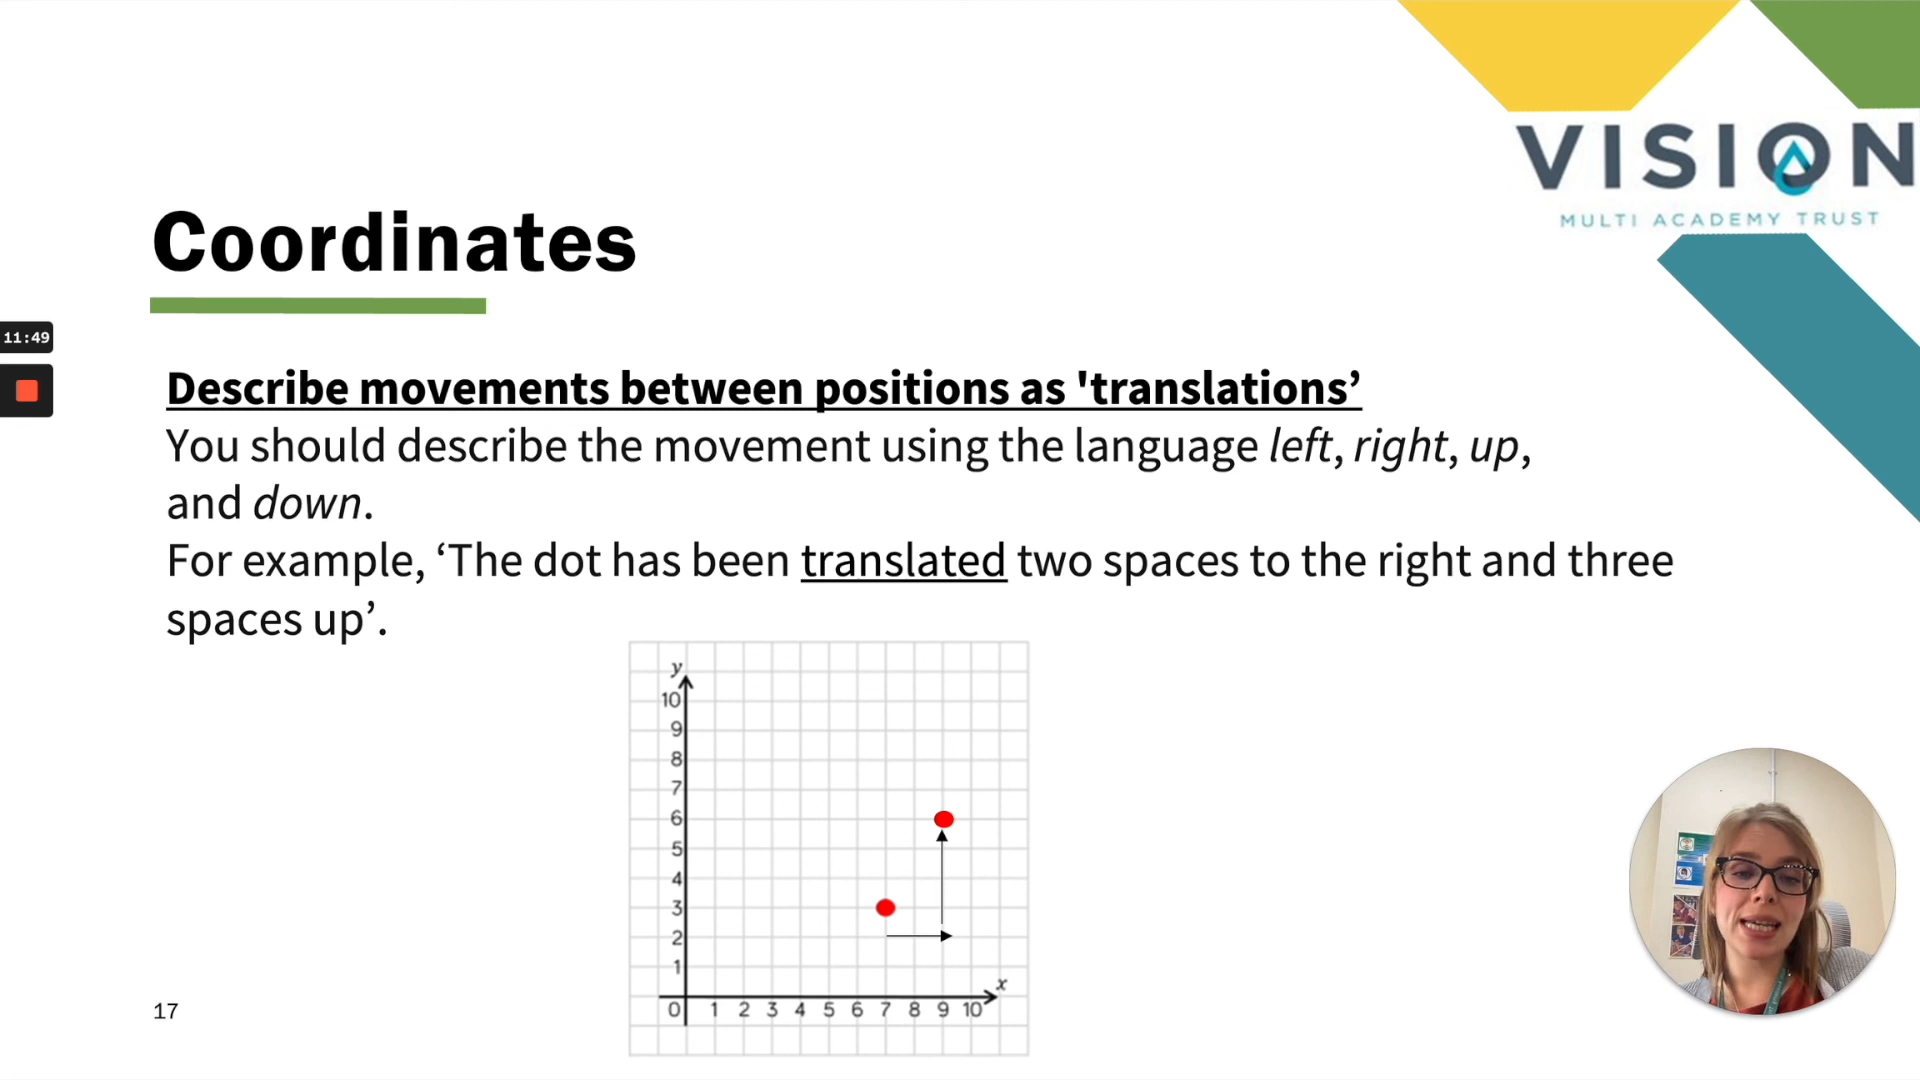 VISION
MULTI ACADEMY TRUST
Coordinates
11:49
Describe movements between positions as 'translations’
You should describe the movement using the language left, right, up,
and down.
For example, ‘The dot has been translated two spaces to the right and three
spaces up’.
y
10
9
8
7
6
5
4
3
2
1
x
0 1 2 3 4 5 6 7 8 9 10
17